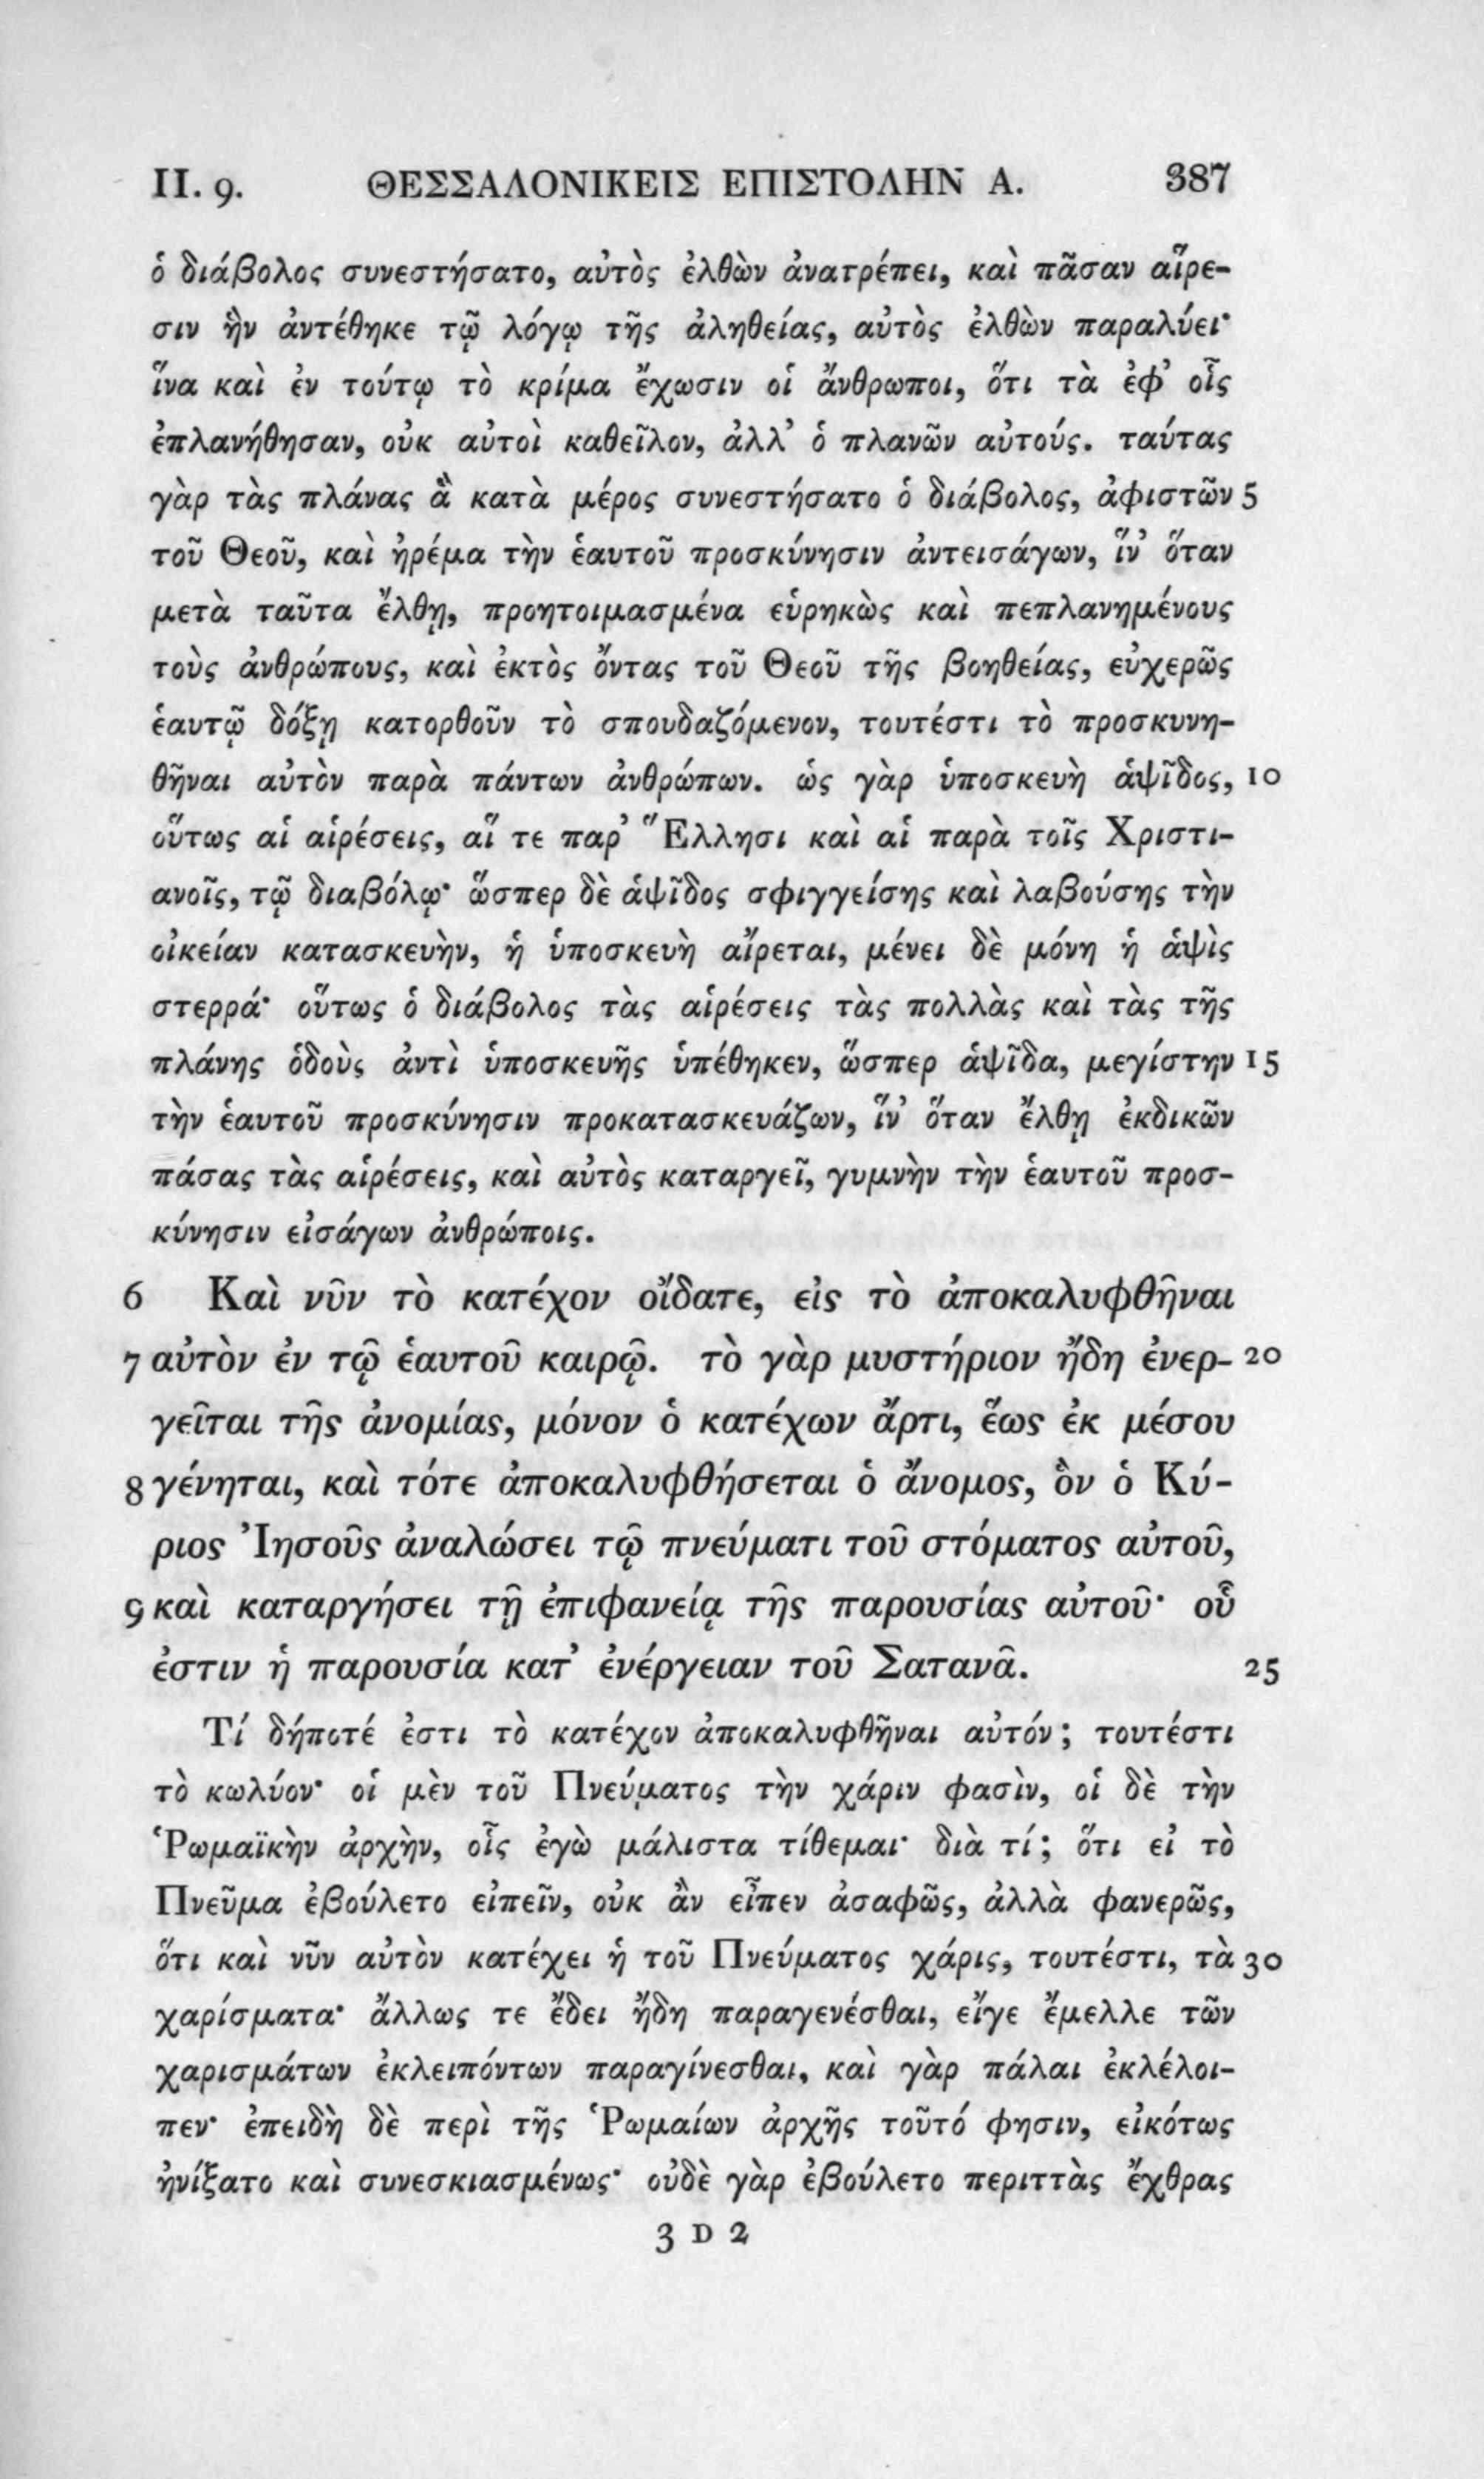 II. 9. ΘΕΣΣΑΛΟΝΙΚΕΙΣ ΕΠΙΣΤΟΛΗΝ Α. 387
ὁ διάβολος συνεστήσατο, αὐτὸς ἐλθὼν ἀνατρέπει, καὶ πᾶσαν αἵρε-
σιν ἣν ἀντέθηκε τῷ λόγῳ τῆς ἀληθείας, αὐτὸς ἐλθὼν παραλύει·
ἵνα καὶ ἐν τούτῳ τὸ κρίμα ἔχωσιν οἱ ἄνθρωποι, ὅτι τὰ ἐφ’ οἷς
ἐπλανήθησαν, οὐκ αὐτοὶ καθεῖλον, ἀλλ’ ὁ πλανῶν αὐτούς. ταύτας
γὰρ τὰς πλάνας ἃ κατὰ μέρος συνεστήσατο ὁ διάβολος, ἀφιστῶν 5
τοῦ Θεοῦ, καὶ ἠρέμα τὴν ἑαυτοῦ προσκύνησιν ἀντεισάγων, ἵν’ ὅταν
μετὰ ταῦτα ἔλθῃ, προητοιμασμένα εὑρηκὼς καὶ πεπλανημένους
τοὺς ἀνθρώπους, καὶ ἐκτὸς ὄντας τοῦ Θεοῦ τῆς βοηθείας, εὐχερῶς
ἑαυτῷ δόξῃ κατορθοῦν τὸ σπουδαζόμενον, τουτέστι τὸ προσκυνη-
θῆναι αὐτὸν παρὰ πάντων ἀνθρώπων. ὡς γὰρ ὑποσκευὴ ἁψῖδος, 10
οὕτως αἱ αἱρέσεις, αἵ τε παρ’ Ἕλλησι καὶ αἱ παρὰ τοῖς Χριστι-
ανοῖς, τῷ διαβόλῳ· ὥσπερ δὲ ἁψῖδος σφιγγείσης καὶ λαβούσης τὴν
οἰκείαν κατασκευὴν, ἡ ὑποσκευὴ αἴρεται, μένει δὲ μόνη ἡ ἁψὶς
στερρά· οὕτως ὁ διάβολος τὰς αἱρέσεις τὰς πολλὰς καὶ τὰς τῆς
πλάνης ὁδοὺς ἀντὶ ὑποσκευῆς ὑπέθηκεν, ὥσπερ ἁψῖδα, μεγίστην 15
τὴν ἑαυτοῦ προσκύνησιν προκατασκευάζων, ἵν’ ὅταν ἔλθῃ ἐκδικῶν
πάσας τὰς αἱρέσεις, καὶ αὐτὸς καταργεῖ, γυμνὴν τὴν ἑαυτοῦ προσ-
κύνησιν εἰσάγων ἀνθρώποις.
6 Καὶ νῦν τὸ κατέχον οἴδατε, εἰς τὸ ἀποκαλυφθῆναι
7 αὐτὸν ἐν τῷ ἑαυτοῦ καιρῷ. τὸ γὰρ μυστήριον ἤδη ἐνερ- 20
γεῖται τῆς ἀνομίας, μόνον ὁ κατέχων ἄρτι, ἕως ἐκ μέσου
8 γένηται, καὶ τότε ἀποκαλυφθήσεται ὁ ἄνομος, ὃν ὁ Κύ-
ριος Ἰησοῦς ἀναλώσει τῷ πνεύματι τοῦ στόματος αὐτοῦ,
9 καὶ καταργήσει τῇ ἐπιφανείᾳ τῆς παρουσίας αὐτοῦ· οὗ
ἐστιν ἡ παρουσία κατ’ ἐνέργειαν τοῦ Σατανᾶ. 25
Τί δήποτέ ἐστι τὸ κατέχον ἀποκαλυφθῆναι αὐτόν; τουτέστι
τὸ κωλύον· οἱ μὲν τοῦ Πνεύματος τὴν χάριν φασὶν, οἱ δὲ τὴν
Ῥωμαϊκὴν ἀρχὴν, οἷς ἐγὼ μάλιστα τίθεμαι· διὰ τί; ὅτι εἰ τὸ
Πνεῦμα ἐβούλετο εἰπεῖν, οὐκ ἂν εἶπεν ἀσαφῶς, ἀλλὰ φανερῶς,
ὅτι καὶ νῦν αὐτὸν κατέχει ἡ τοῦ Πνεύματος χάρις, τουτέστι, τὰ 30
χαρίσματα· ἄλλως τε ἔδει ἤδη παραγενέσθαι, εἴγε ἔμελλε τῶν
χαρισμάτων ἐκλειπόντων παραγίνεσθαι, καὶ γὰρ πάλαι ἐκλέλοι-
πεν· ἐπειδὴ δὲ περὶ τῆς Ῥωμαίων ἀρχῆς τοῦτό φησιν, εἰκότως
ἠνίξατο καὶ συνεσκιασμένως· οὐδὲ γὰρ ἐβούλετο περιττὰς ἔχθρας
3 D 2